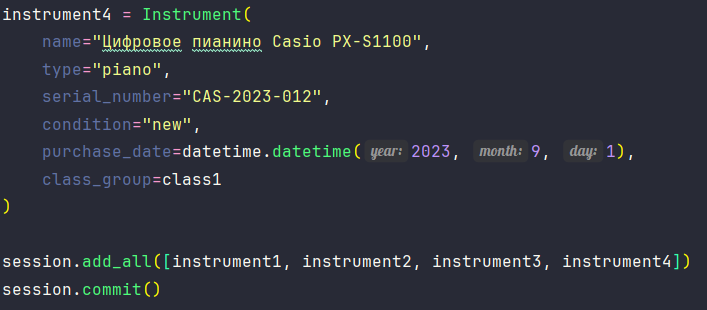 instrument4 = Instrument(
    name="Цифровое пианино Casio PX-S1100",
    type="piano",
    serial_number="CAS-2023-012",
    condition="new",
    purchase_date=datetime.datetime( year: 2023, month: 9, day: 1),
    class_group=class1
)

session.add_all([instrument1, instrument2, instrument3, instrument4])
session.commit()